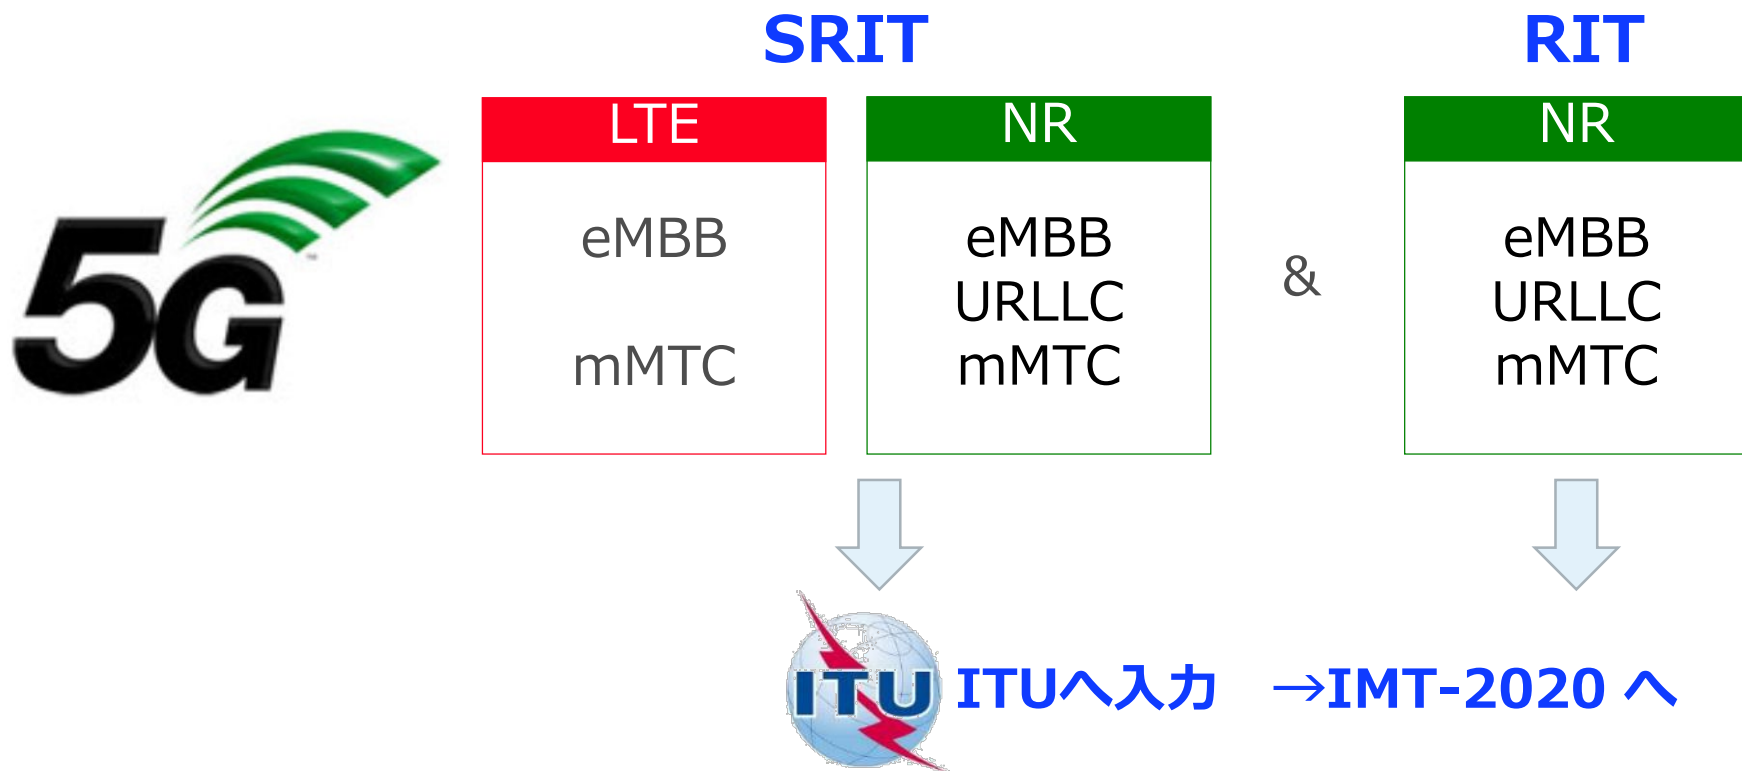 SRIT
RIT
5G
LTE
eMBB
mMTC
NR
eMBB
URLLC
mMTC
&
NR
eMBB
URLLC
mMTC
ITU
ITUへ入力　→IMT-2020 へ